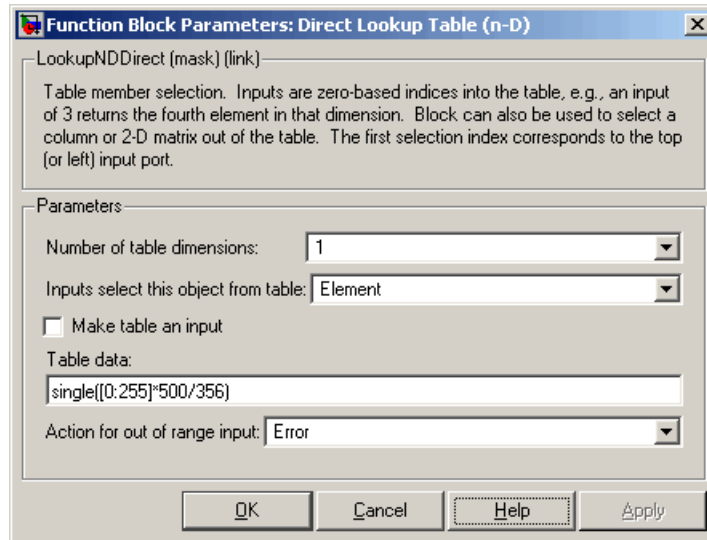 Function Block Parameters: Direct Lookup Table (n-D)
LookupNDDirect (mask) (link)
Table member selection. Inputs are zero-based indices into the table, e.g., an input
of 3 returns the fourth element in that dimension. Block can also be used to select a
column or 2-D matrix out of the table. The first selection index corresponds to the top
(or left) input port.
Parameters
Number of table dimensions: 1
Inputs select this object from table: Element
Make table an input
Table data:
single([0:255]*500/356)
Action for out of range input: Error
OK Cancel Help Apply